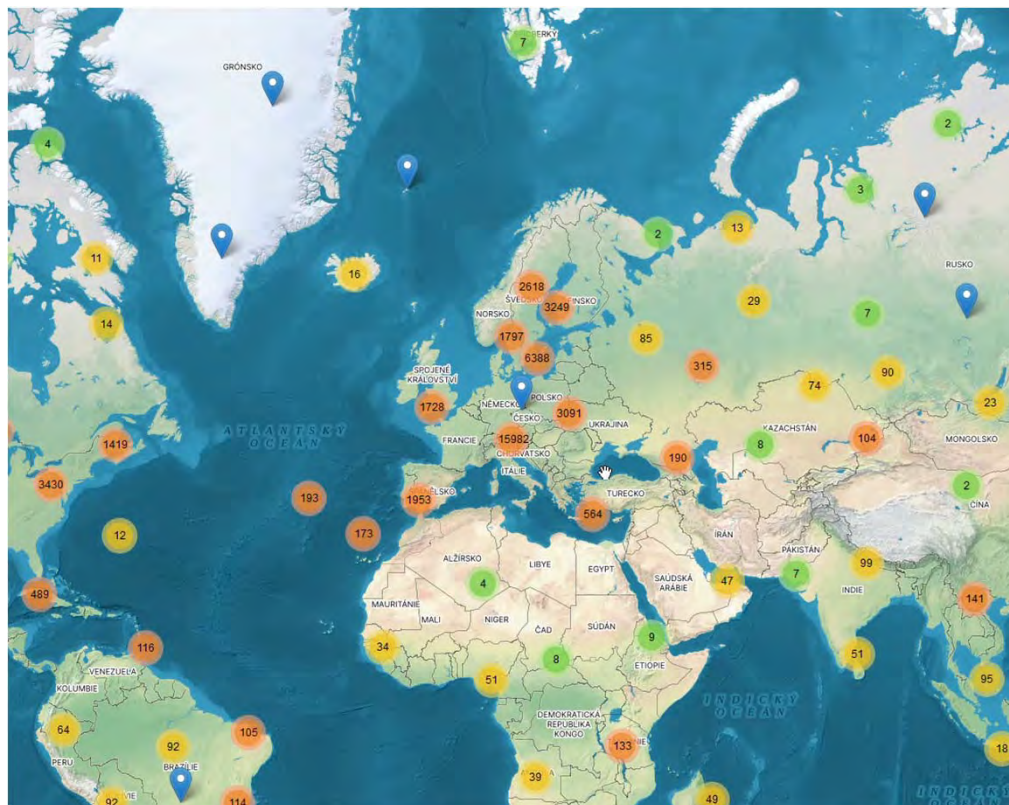 7
GRÓNSKO
2
4
3
RUSKO
2
13
11
16
2618
29
3249
NORSKO
7
14
1797
85
6388
315
SPOJENÉ
KRÁLOVSTVÍ
90
74
1728
NĚMECKO
POLSKO
3091
23
ČESKO
UKRAJINA
KAZACHSTÁN
ATLANTSKÝ
OCEÁN
1419
FRANCIE
15982
8
104
MONGOLSKO
CHORVATSKO
190
ITÁLIE
3430
2
193
1953
TURECKO
ČÍNA
564
12
173
ÍRÁN
PÁKISTÁN
ALŽÍRSKO
LIBYE
EGYPT
99
7
SAÚDSKÁ
ARÁBIE
47
4
INDIE
489
141
MAURITÁNIE
MALI
NIGER
ČAD
SÚDÁN
9
116
34
8
51
VENEZUELA
ETIOPIE
KOLUMBIE
51
95
INDICKÝ
OCEÁN
DEMOKRATICKÁ
REPUBLIKA
KONGO
64
105
92
133
18
PERU
BRAZÍLIE
39
92
114
49